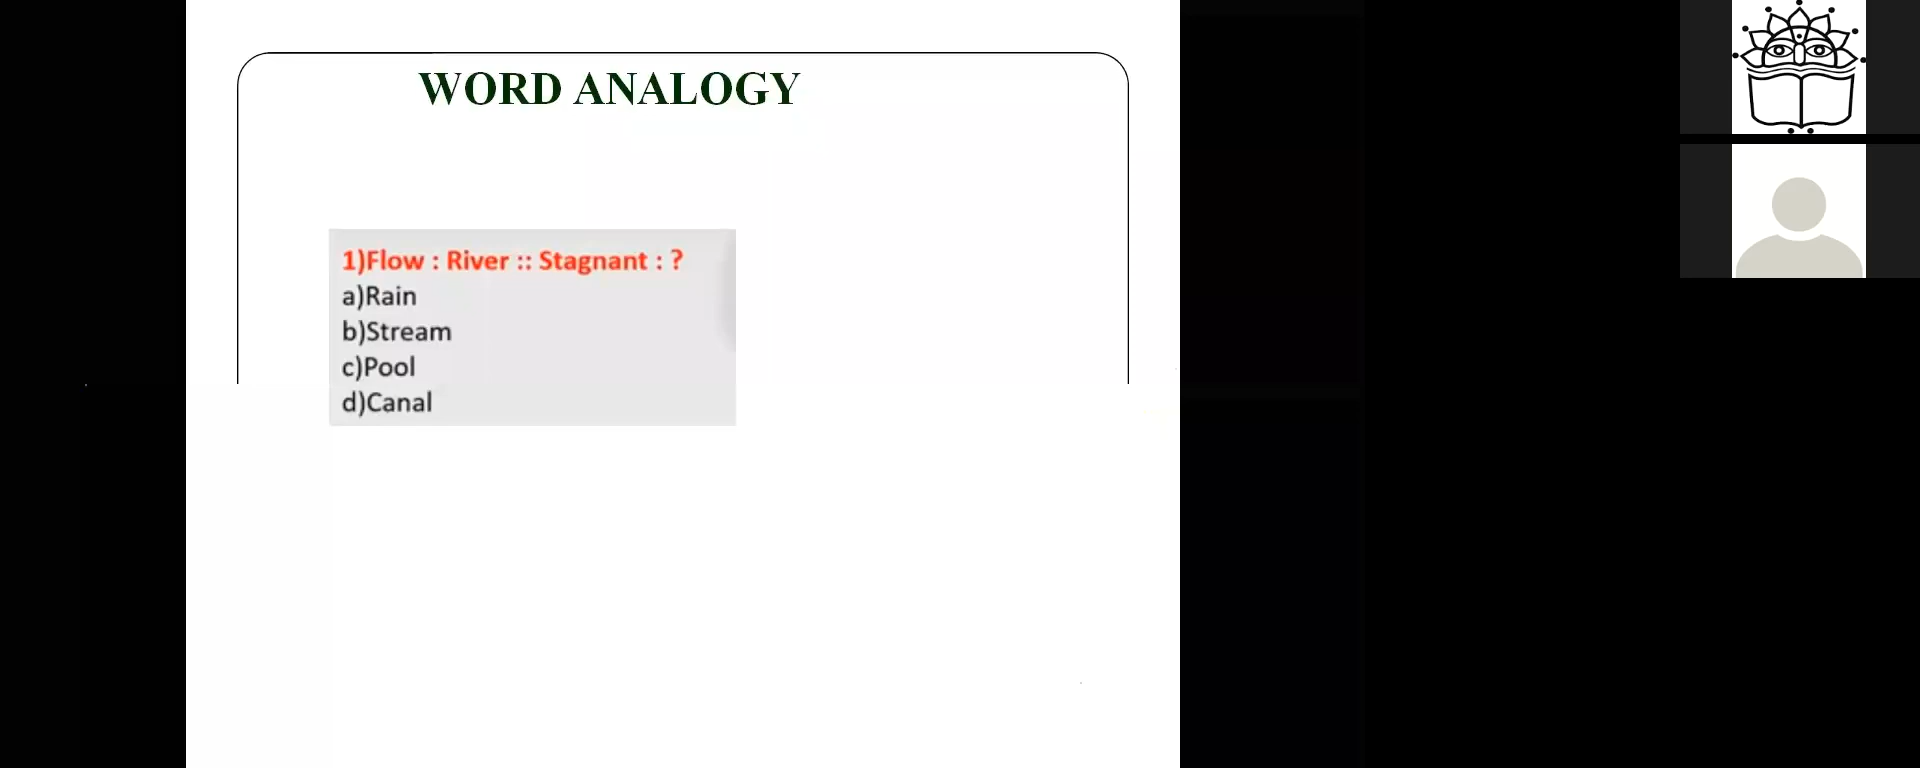 WORD ANALOGY
1)Flow : River :: Stagnant : ?
a)Rain
b)Stream
c)Pool
d)Canal